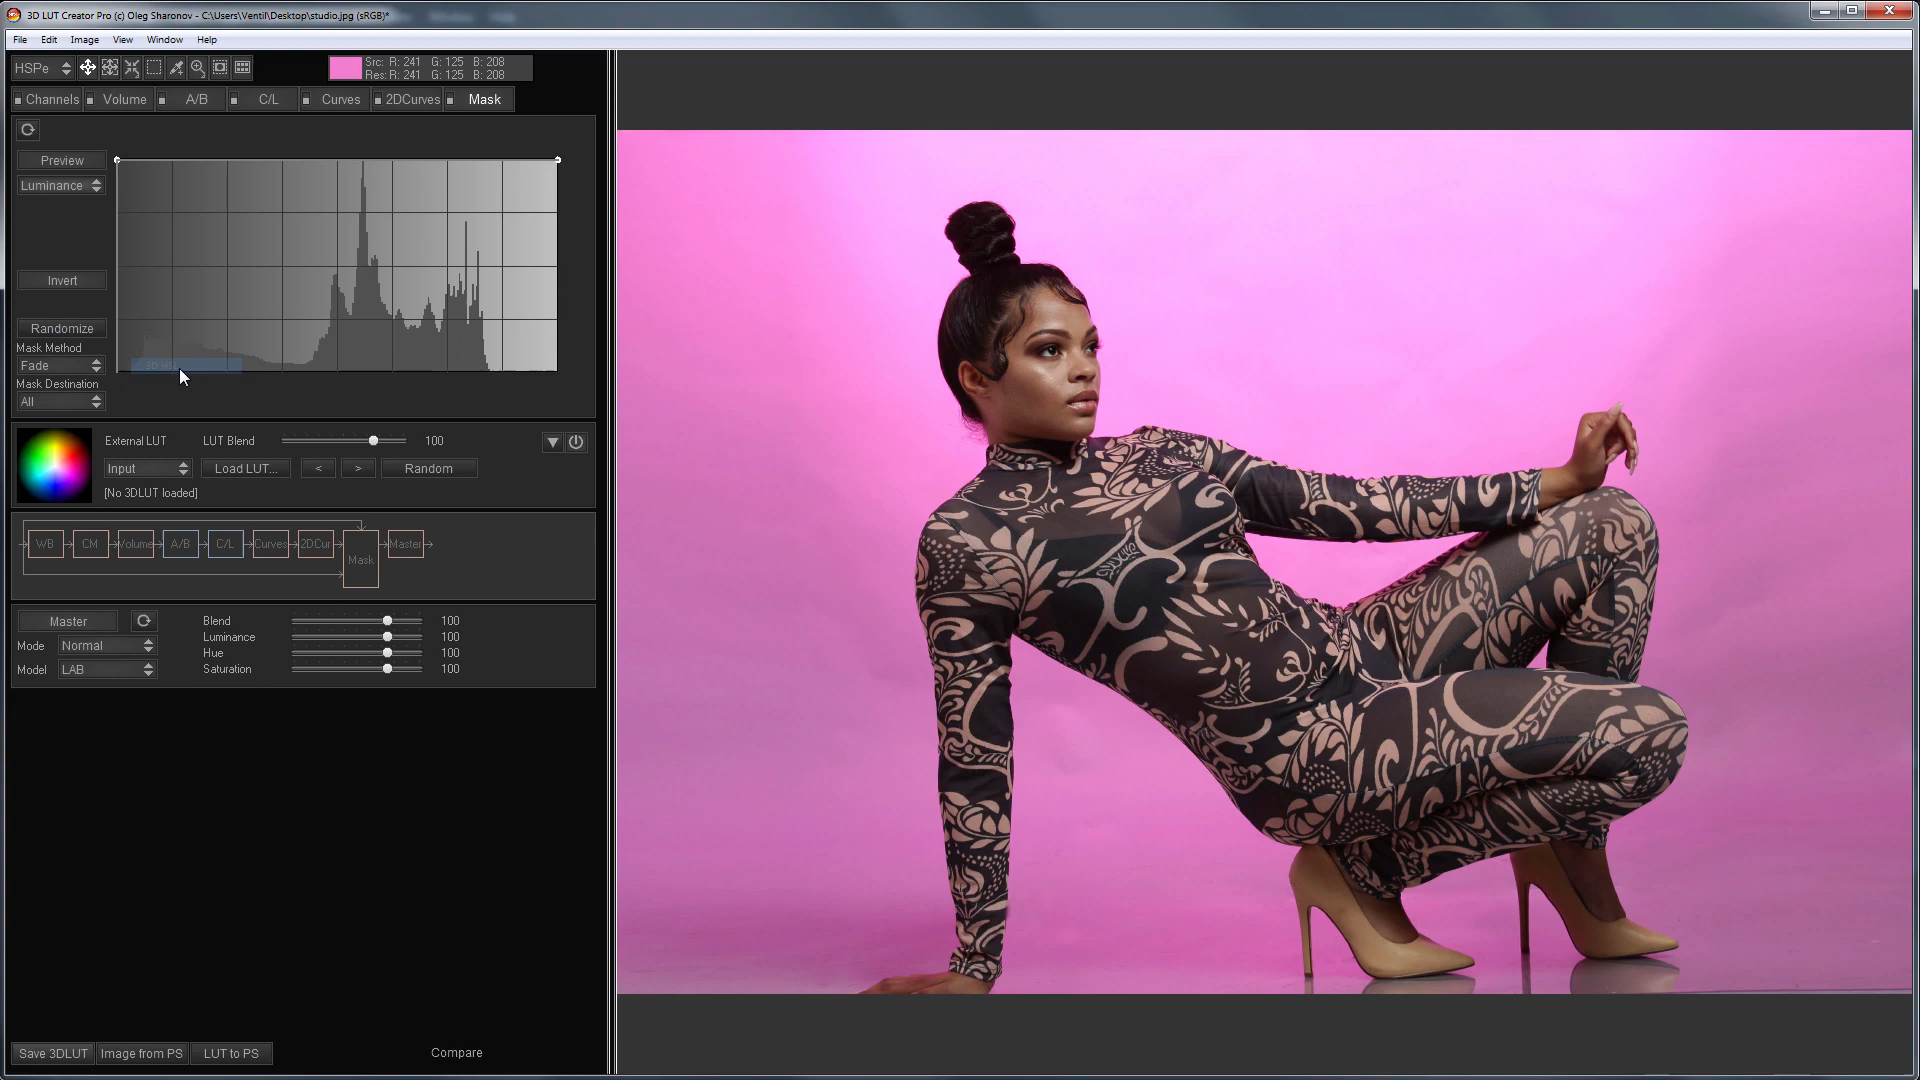 3D LUT Creator Pro (c) Oleg Sharonov - C:\Users\Ventil\Desktop\studio.jpg (sRGB)*
File Edit Image View Window Help
HSPe
Src: R: 241 G: 125 B: 208
Res: R: 241 G: 125 B: 208
Channels Volume A/B C/L Curves 2DCurves Mask
Preview
Luminance
Invert
Randomize
Mask Method
Fade
3D HSL
Mask Destination
All
External LUT LUT Blend 100
Input Load LUT... < > Random
[No 3DLUT loaded]
WB CM Volume A/B C/L Curves 2DCur Mask Master
Master
Mode Normal
Model LAB
Blend 100
Luminance 100
Hue 100
Saturation 100
Save 3DLUT Image from PS LUT to PS Compare